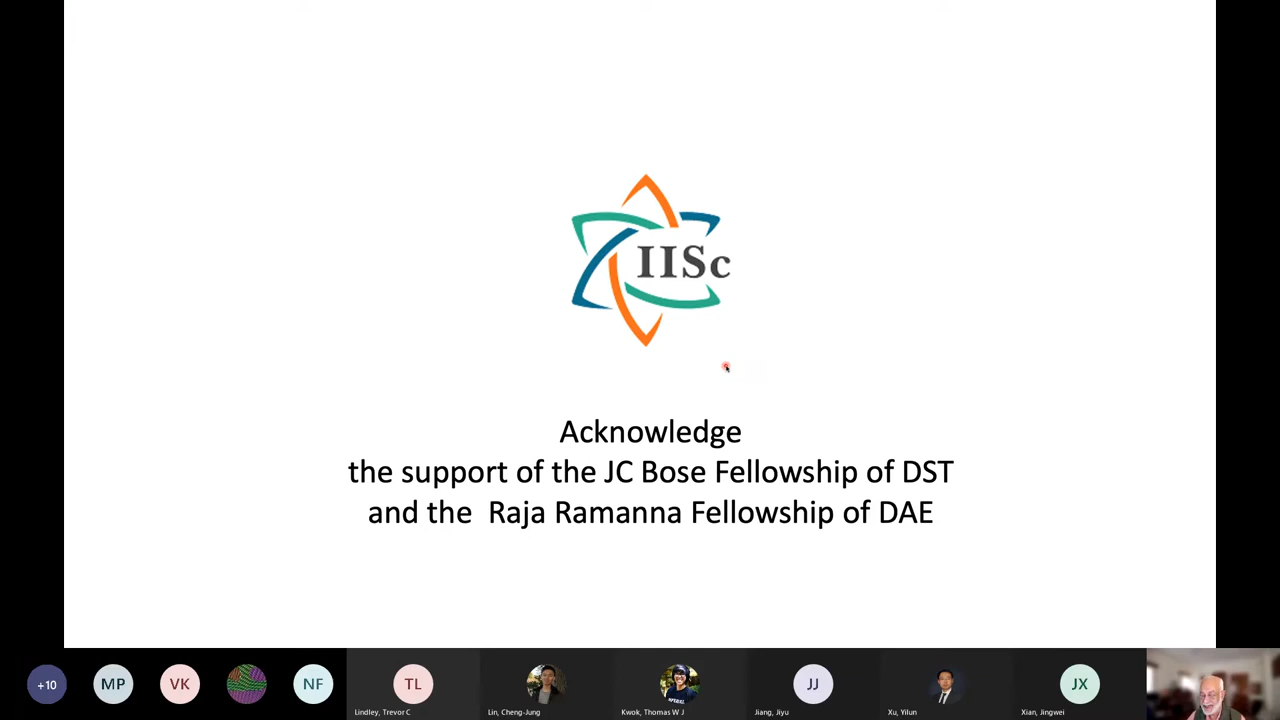 IISc
Acknowledge
the support of the JC Bose Fellowship of DST
and the Raja Ramanna Fellowship of DAE
+10
MP
VK
NF
TL
JJ
JX
Lindley, Trevor C
Lin, Cheng-Jung
Kwok, Thomas W J
Jiang, Jiyu
Xu, Yilun
Xian, Jingwei